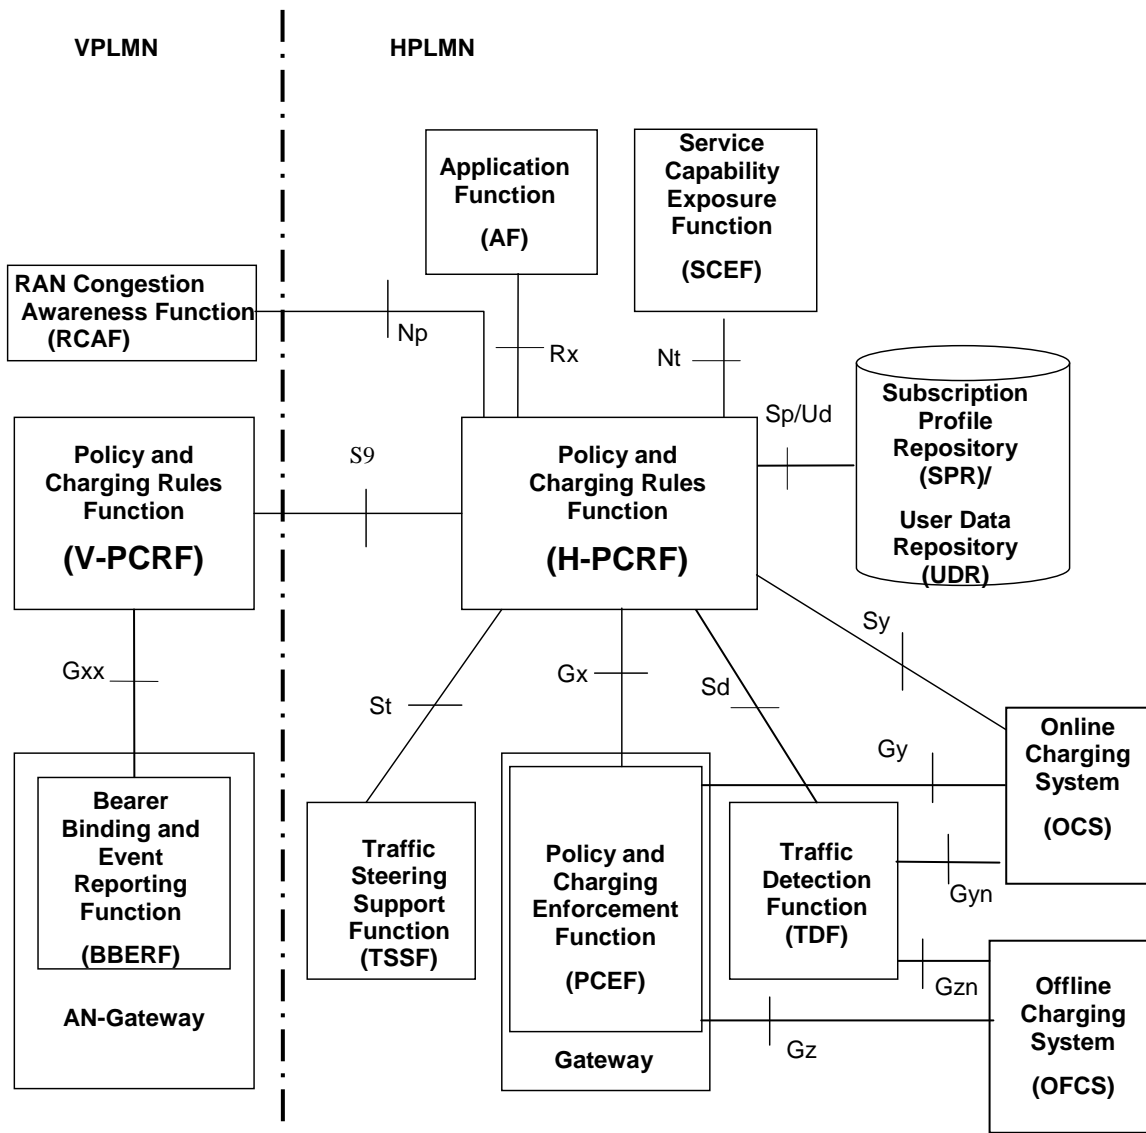 VPLMN
HPLMN
Application
Function
(AF)
Service
Capability
Exposure
Function
(SCEF)
RAN Congestion
Awareness Function
(RCAF)
Np
Rx
Nt
Sp/Ud
Subscription
Profile
Repository
(SPR)/
User Data
Repository
(UDR)
Policy and
Charging Rules
Function
(V-PCRF)
S9
Policy and
Charging Rules
Function
(H-PCRF)
Gxx
St
Gx
Sd
Sy
Gy
Online
Charging
System
(OCS)
Bearer
Binding and
Event
Reporting
Function
(BBERF)
AN-Gateway
Traffic
Steering
Support
Function
(TSSF)
Policy and
Charging
Enforcement
Function
(PCEF)
Gateway
Traffic
Detection
Function
(TDF)
Gyn
Gzn
Gz
Offline
Charging
System
(OFCS)